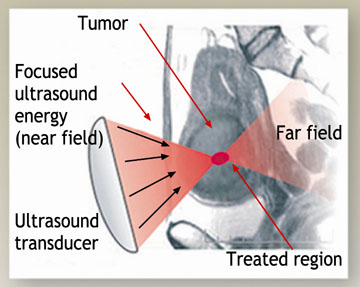 Tumor
Focused
ultrasound
energy
(near field)
Far field
Ultrasound
transducer
Treated region